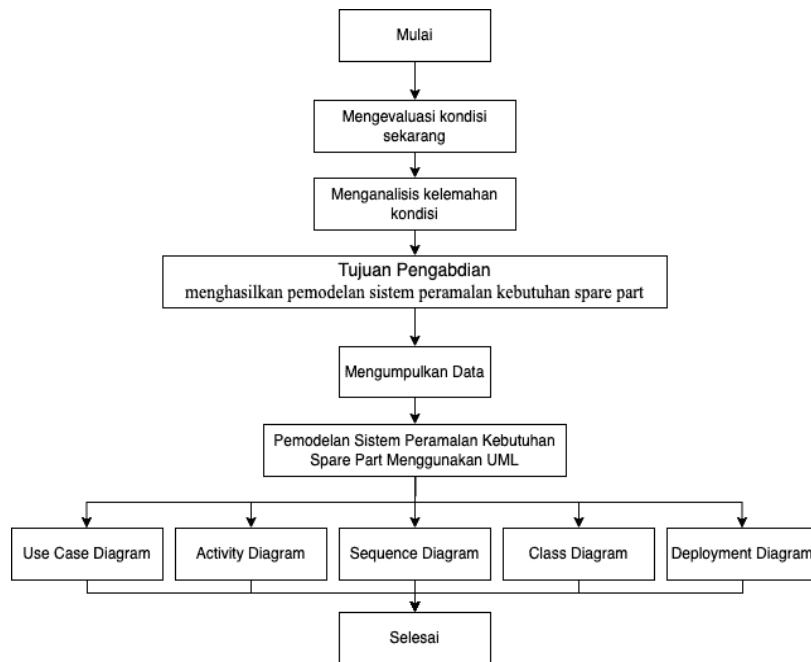 Mulai
Mengevaluasi kondisi
sekarang
Menganalisis kelemahan
kondisi
Tujuan Pengabdian
menghasilkan pemodelan sistem peramalan kebutuhan spare part
Mengumpulkan Data
Pemodelan Sistem Peramalan Kebutuhan
Spare Part Menggunakan UML
Use Case Diagram
Activity Diagram
Sequence Diagram
Class Diagram
Deployment Diagram
Selesai